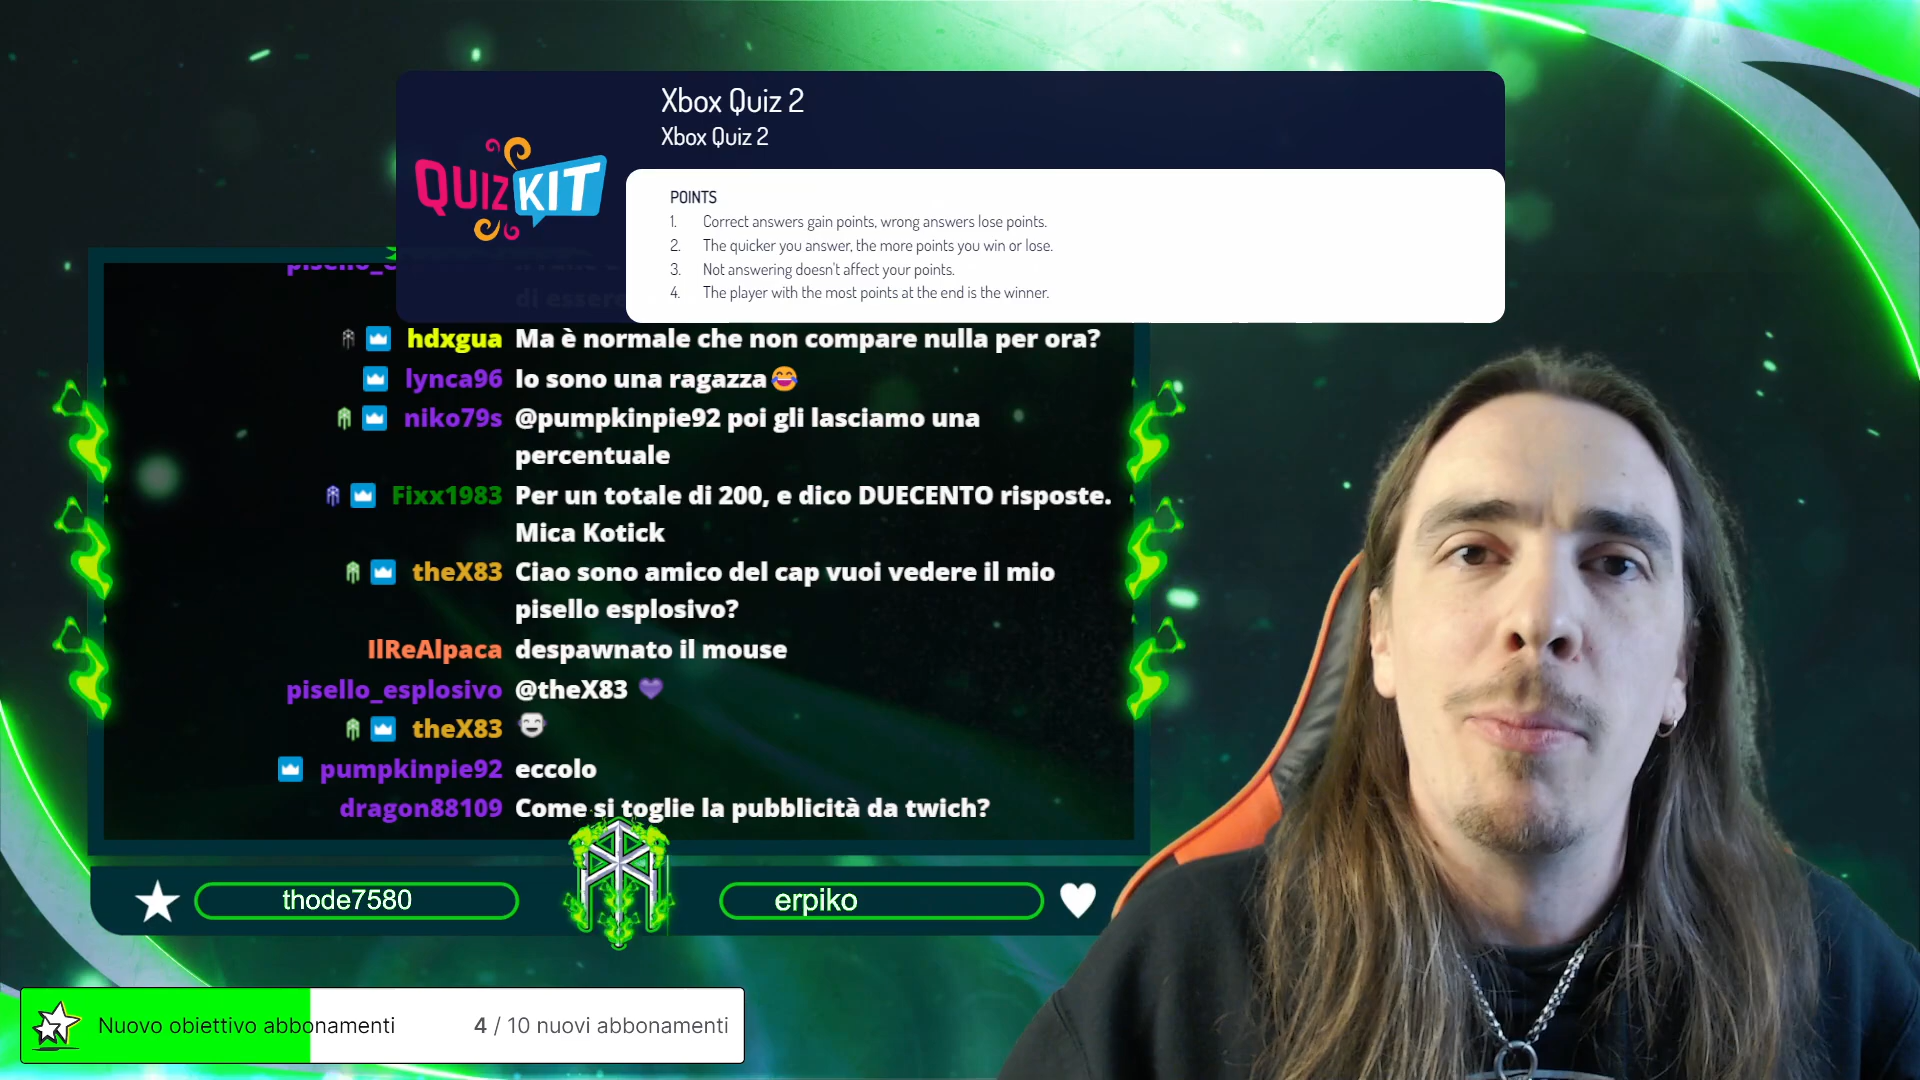 Xbox Quiz 2
Xbox Quiz 2
QUIZ KIT
POINTS
1. Correct answers gain points, wrong answers lose points.
2. The quicker you answer, the more points you win or lose.
3. Not answering doesn't affect your points.
4. The player with the most points at the end is the winner.
di essere
hdxgua Ma è normale che non compare nulla per ora?
lynca96 Io sono una ragazza😂
niko79s @pumpkinpie92 poi gli lasciamo una
percentuale
Fixx1983 Per un totale di 200, e dico DUECENTO risposte.
Mica Kotick
theX83 Ciao sono amico del cap vuoi vedere il mio
pisello esplosivo?
IlReAlpaca despawnato il mouse
pisello_esplosivo @theX83 💜
theX83
pumpkinpie92 eccolo
dragon88109 Come si toglie la pubblicità da twich?
thode7580
erpiko
Nuovo obiettivo abbonamenti 4 / 10 nuovi abbonamenti